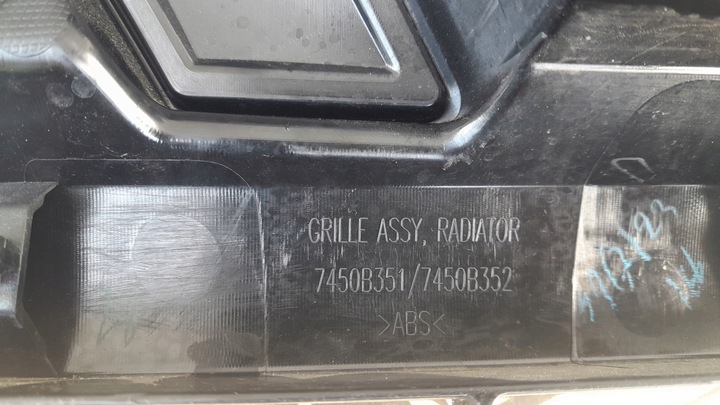 GRILLE ASSY, RADIATOR
7450B351/7450B352
>ABS<